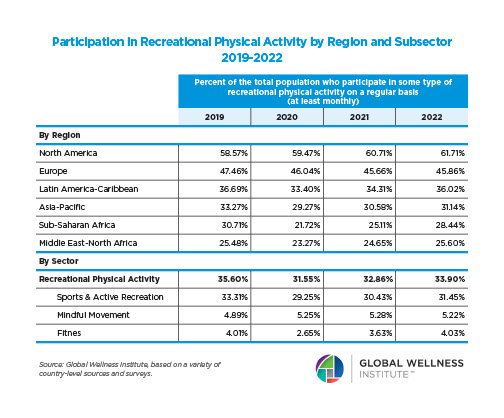 Participation in Recreational Physical Activity by Region and Subsector
2019-2022
Percent of the total population who participate in some type of
recreational physical activity on a regular basis
(at least monthly)
2019 2020 2021 2022
By Region
North America 58.57% 59.47% 60.71% 61.71%
Europe 47.46% 46.04% 45.66% 45.86%
Latin America-Caribbean 36.69% 33.40% 34.31% 36.02%
Asia-Pacific 33.27% 29.27% 30.58% 31.14%
Sub-Saharan Africa 30.71% 21.72% 25.11% 28.44%
Middle East-North Africa 25.48% 23.27% 24.65% 25.60%
By Sector
Recreational Physical Activity 35.60% 31.55% 32.86% 33.90%
Sports & Active Recreation 33.31% 29.25% 30.43% 31.45%
Mindful Movement 4.89% 5.25% 5.28% 5.22%
Fitnes 4.01% 2.65% 3.63% 4.03%
Source: Global Wellness Institute, based on a variety of
country-level sources and surveys.
GLOBAL WELLNESS
INSTITUTE™